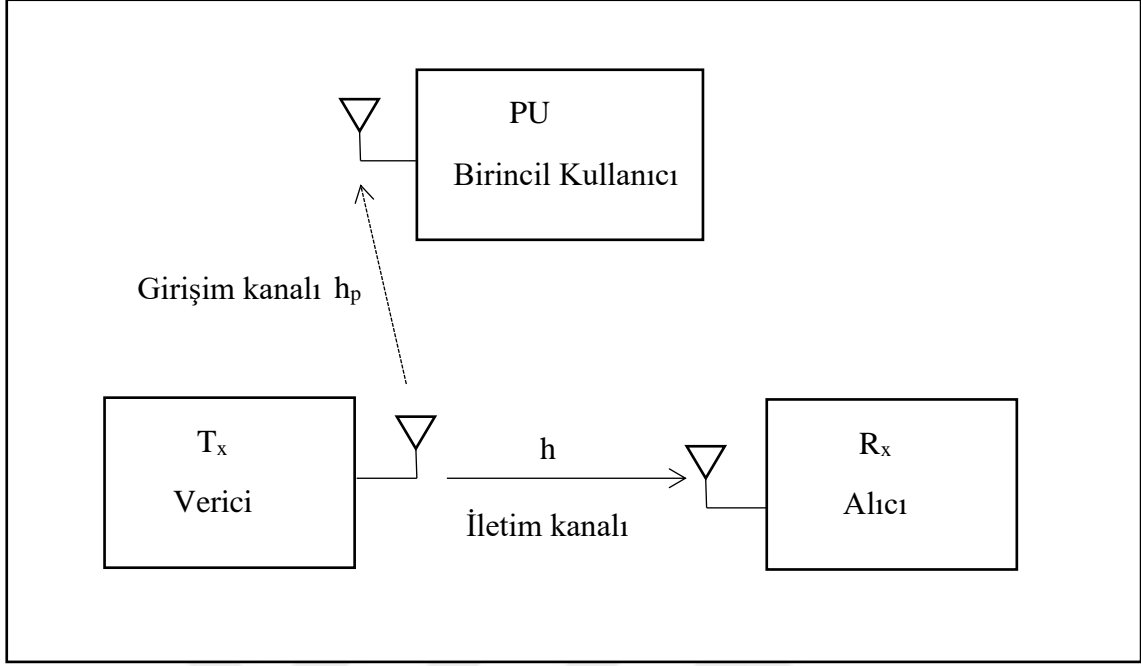 PU
Birincil Kullanıcı
Girişim kanalı hp
Tx
Verici
h
İletim kanalı
Rx
Alıcı